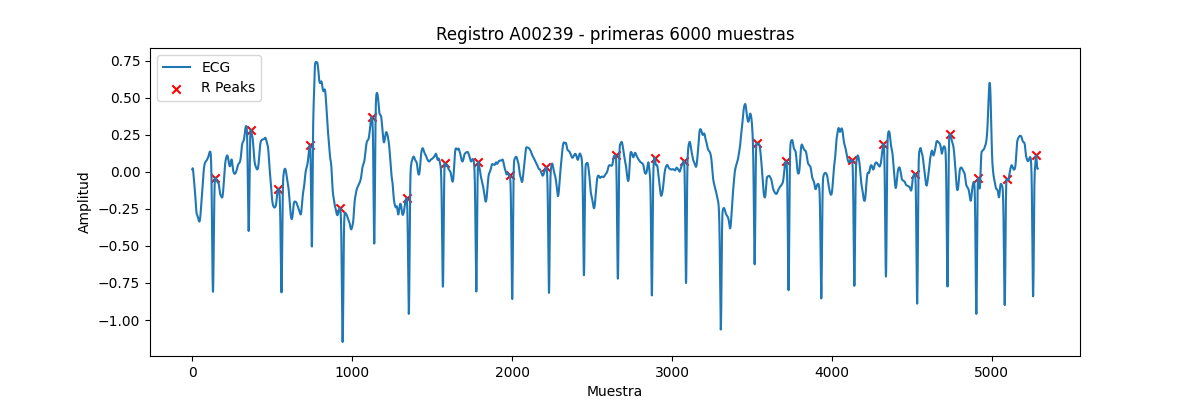 Registro A00239 - primeras 6000 muestras
ECG
R Peaks
Amplitud
0.75
0.50
0.25
0.00
−0.25
−0.50
−0.75
−1.00
0 1000 2000 3000 4000 5000
Muestra